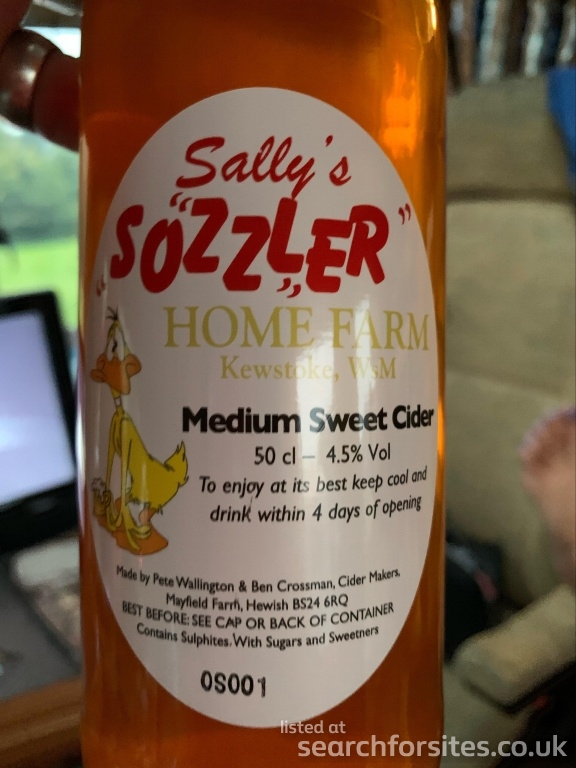 Sally's
"SOZZLER"
HOME FARM
Kewstoke, WsM
Medium Sweet Cider
50 cl – 4.5% Vol
To enjoy at its best keep cool and
drink within 4 days of opening
Made by Pete Wallington & Ben Crossman, Cider Makers,
Mayfield Farm, Hewish BS24 6RQ
BEST BEFORE: SEE CAP OR BACK OF CONTAINER
Contains Sulphites. With Sugars and Sweetners
0S001
listed at
searchforsites.co.uk